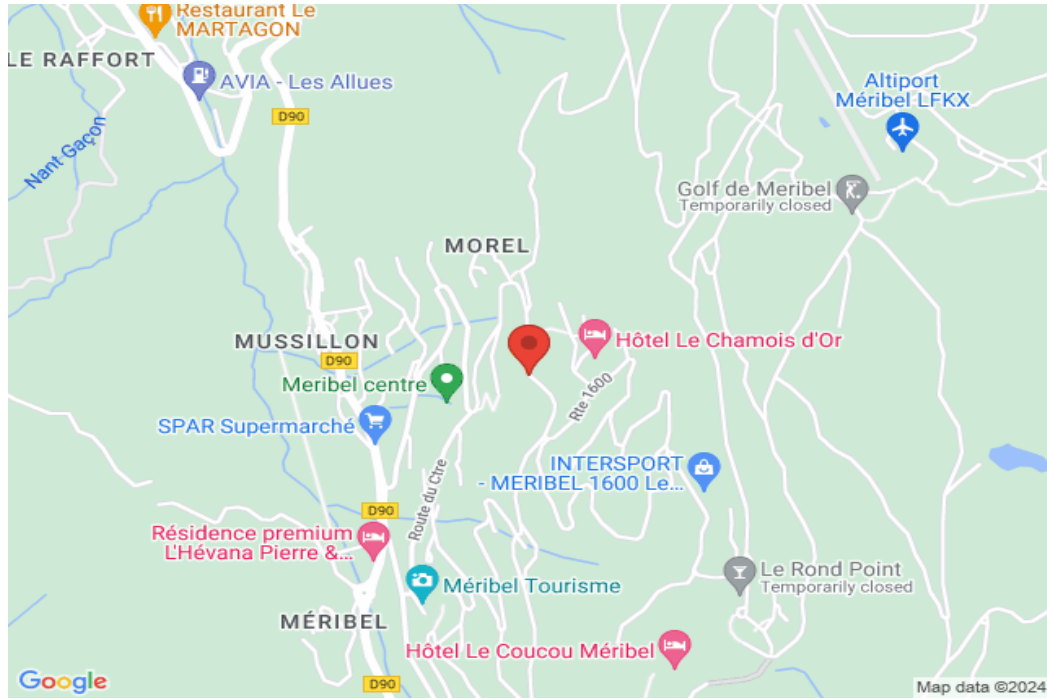 Restaurant Le
MARTAGON
LE RAFFORT
AVIA - Les Allues
Altiport
Méribel LFKX
D90
Nant Gaçon
Golf de Meribel
Temporarily closed
MOREL
MUSSILLON
Hôtel Le Chamois d'Or
D90
Meribel centre
Rte 1600
SPAR Supermarché
INTERSPORT
- MERIBEL 1600 Le...
Route du Ctre
D90
Résidence premium
L'Hévana Pierre &...
Le Rond Point
Temporarily closed
Méribel Tourisme
MÉRIBEL
Hôtel Le Coucou Méribel
Google
D90
Map data ©2024